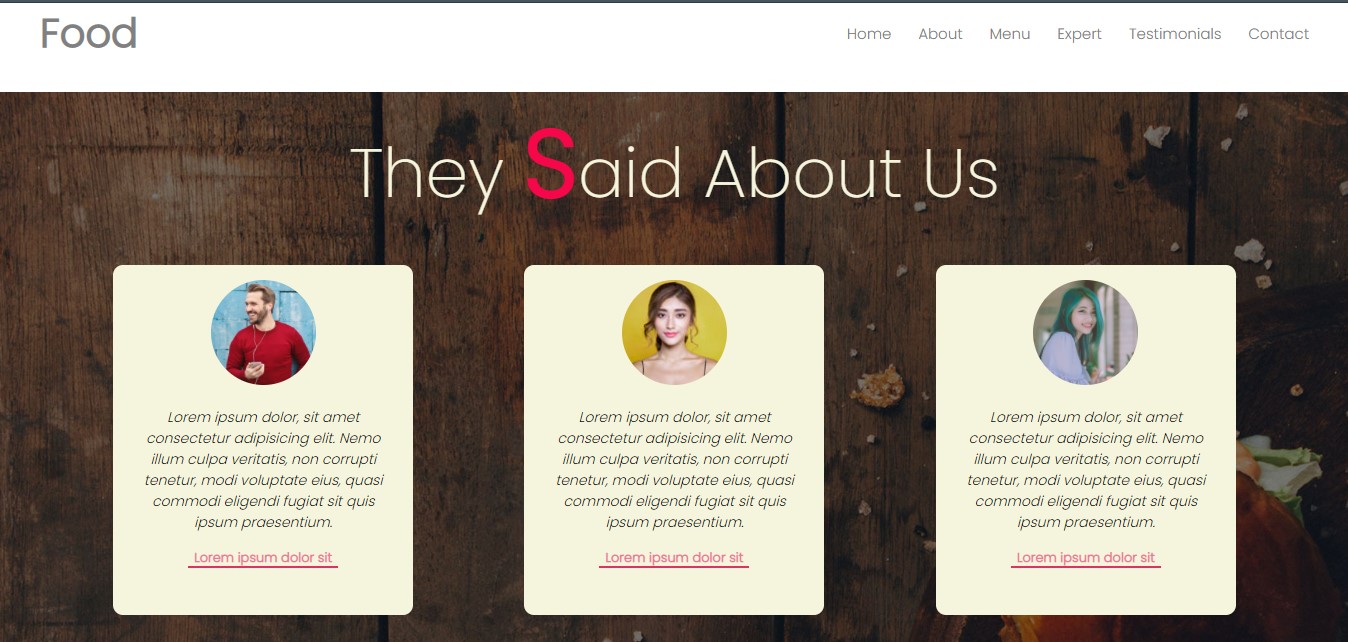 Food
Home About Menu Expert Testimonials Contact
They Said About Us
Lorem ipsum dolor, sit amet
consectetur adipisicing elit. Nemo
illum culpa veritatis, non corrupti
tenetur, modi voluptate eius, quasi
commodi eligendi fugiat sit quis
ipsum praesentium.
Lorem ipsum dolor sit
Lorem ipsum dolor, sit amet
consectetur adipisicing elit. Nemo
illum culpa veritatis, non corrupti
tenetur, modi voluptate eius, quasi
commodi eligendi fugiat sit quis
ipsum praesentium.
Lorem ipsum dolor sit
Lorem ipsum dolor, sit amet
consectetur adipisicing elit. Nemo
illum culpa veritatis, non corrupti
tenetur, modi voluptate eius, quasi
commodi eligendi fugiat sit quis
ipsum praesentium.
Lorem ipsum dolor sit